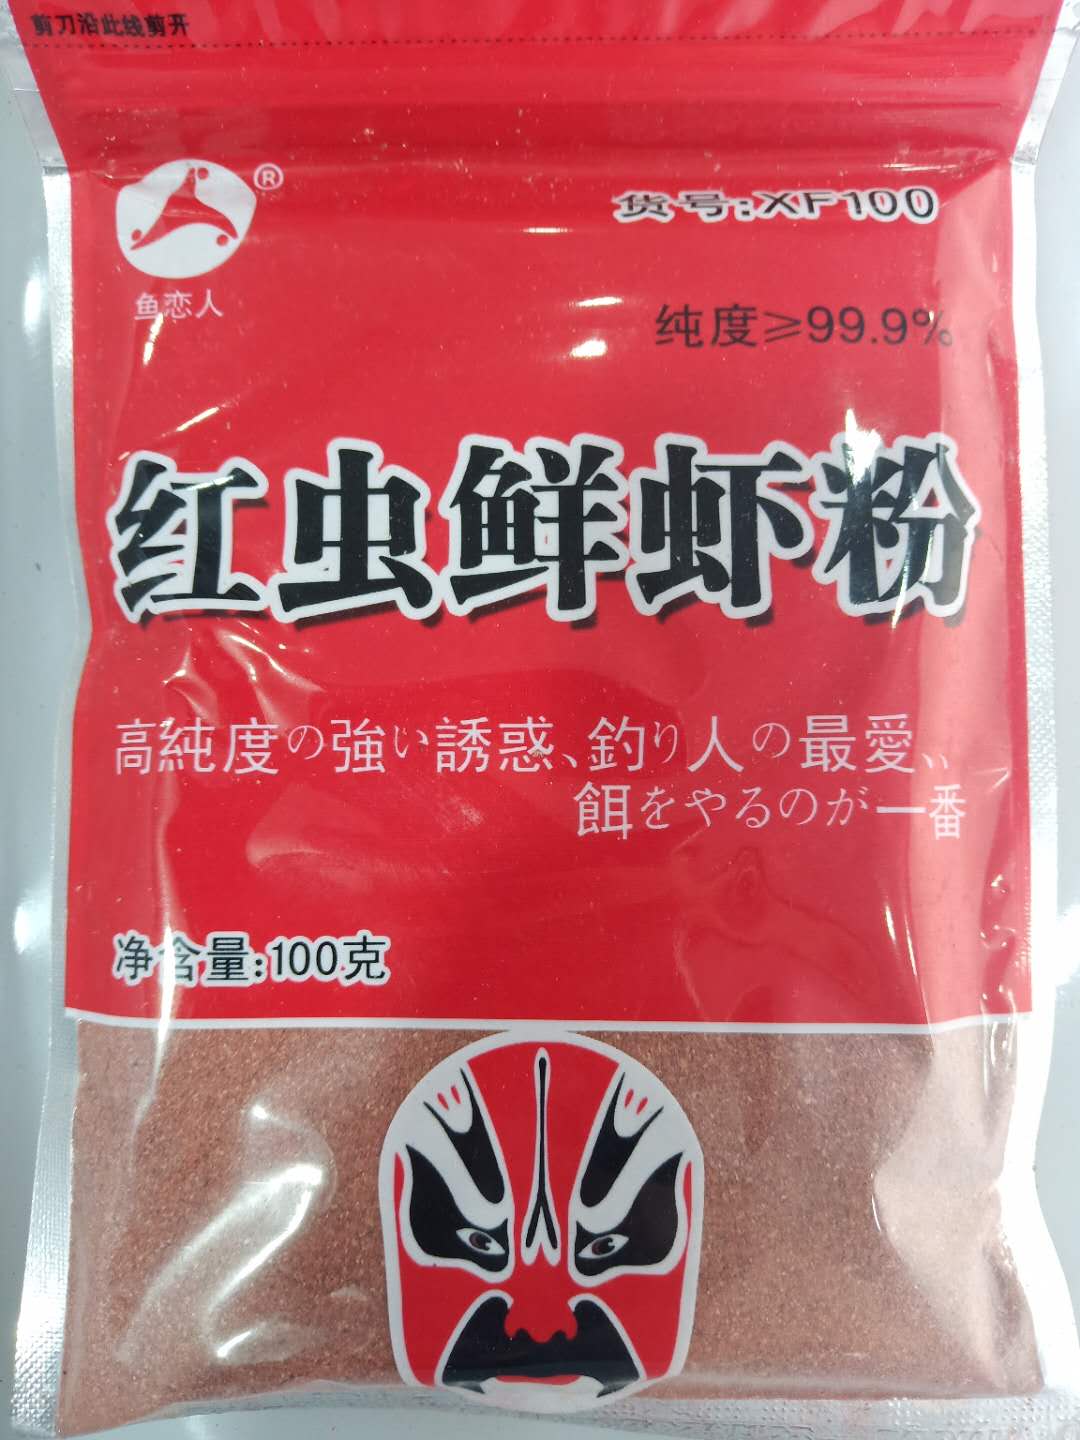 剪刀沿此线剪开
®
鱼恋人
货号:XF100
纯度≥99.9%
红虫鲜虾粉
高純度の強い誘惑、釣り人の最愛、、
餌をやるのが一番
净含量:100克